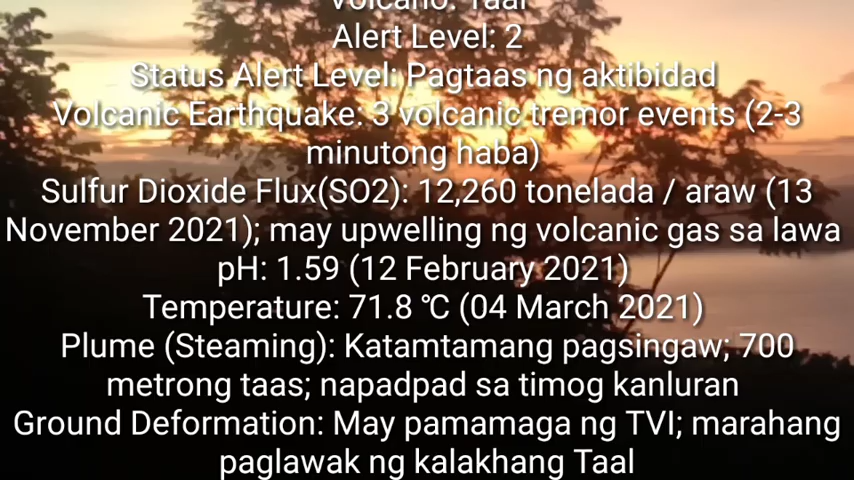 Volcano: Taal
Alert Level: 2
Status Alert Level: Pagtaas ng aktibidad
Volcanic Earthquake: 3 volcanic tremor events (2-3
minutong haba)
Sulfur Dioxide Flux(SO2): 12,260 tonelada / araw (13
November 2021); may upwelling ng volcanic gas sa lawa
pH: 1.59 (12 February 2021)
Temperature: 71.8 ℃ (04 March 2021)
Plume (Steaming): Katamtamang pagsingaw; 700
metrong taas; napadpad sa timog kanluran
Ground Deformation: May pamamaga ng TVI; marahang
paglawak ng kalakhang Taal